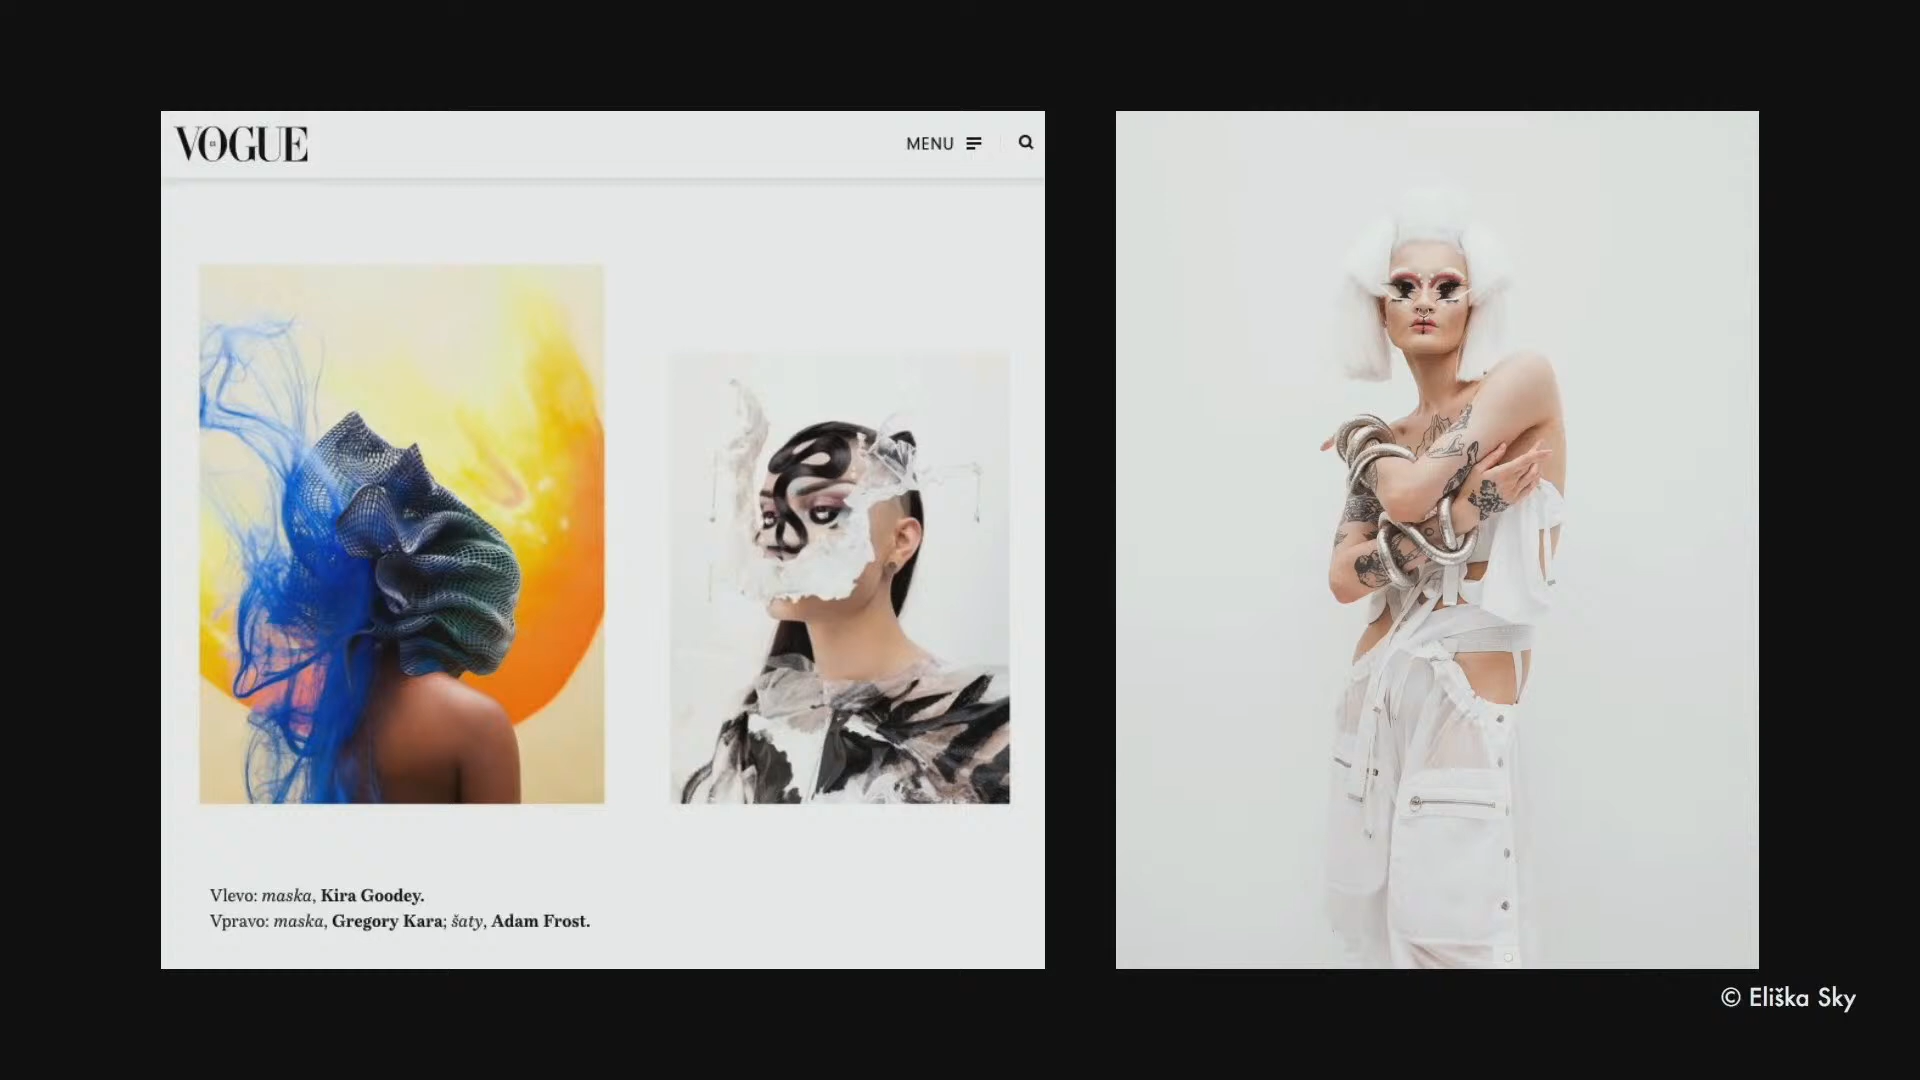 VOGUE
MENU
Vlevo: maska, Kira Goodey.
Vpravo: maska, Gregory Kara; šaty, Adam Frost.
© Eliška Sky